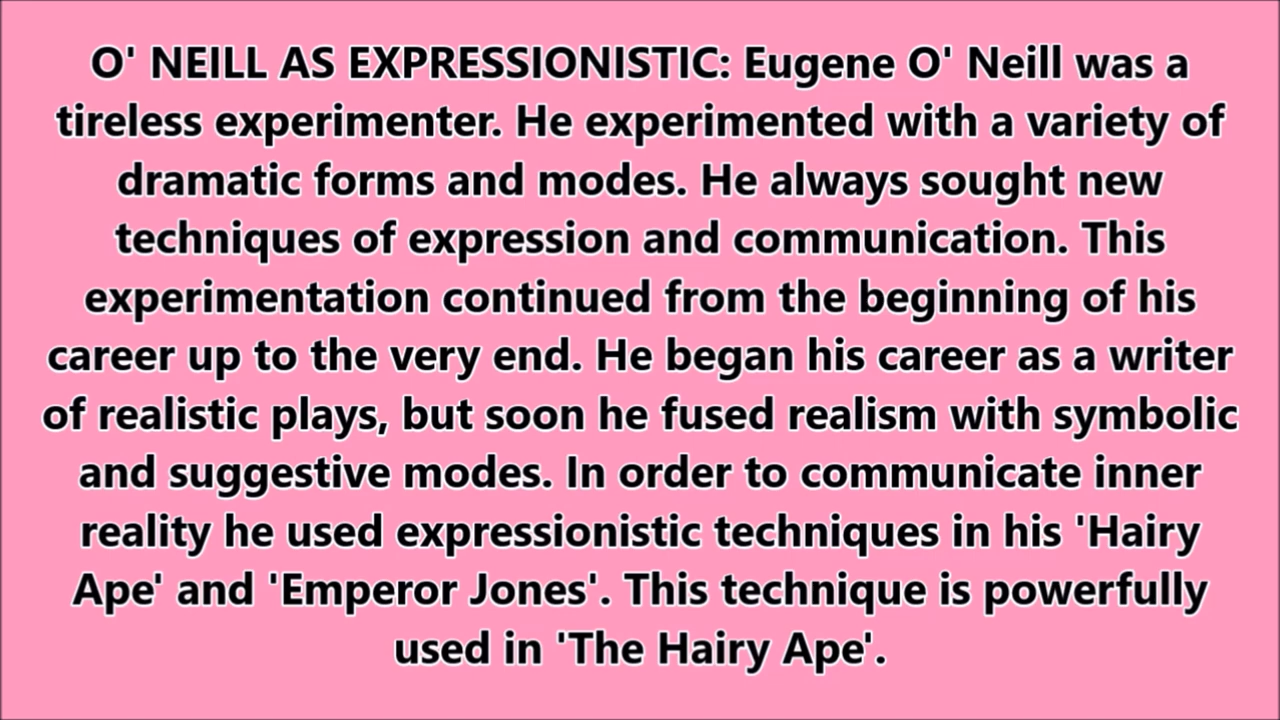 O' NEILL AS EXPRESSIONISTIC: Eugene O' Neill was a
tireless experimenter. He experimented with a variety of
dramatic forms and modes. He always sought new
techniques of expression and communication. This
experimentation continued from the beginning of his
career up to the very end. He began his career as a writer
of realistic plays, but soon he fused realism with symbolic
and suggestive modes. In order to communicate inner
reality he used expressionistic techniques in his 'Hairy
Ape' and 'Emperor Jones'. This technique is powerfully
used in 'The Hairy Ape'.